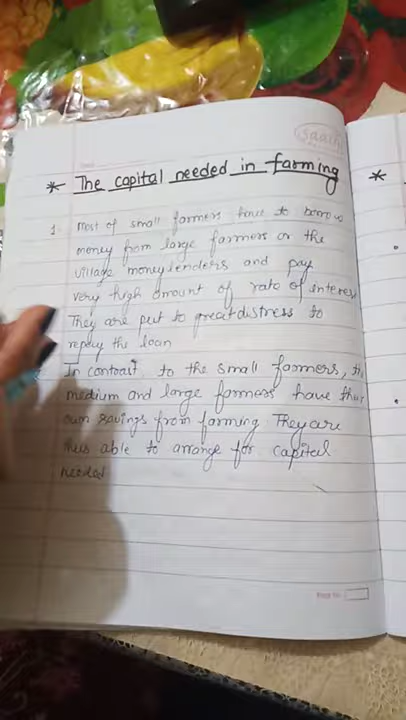 saach
* The capital needed in farming
*
1. Most of small farmers have to borrow
money from large farmers or the
village moneylenders and pay
very high amount of rate of interest
They are put to great distress to
repay the loan
In contrast to the small farmers, the
medium and large farmers have their
own savings from farming. They are
thus able to arrange for capital
needed
Page No.